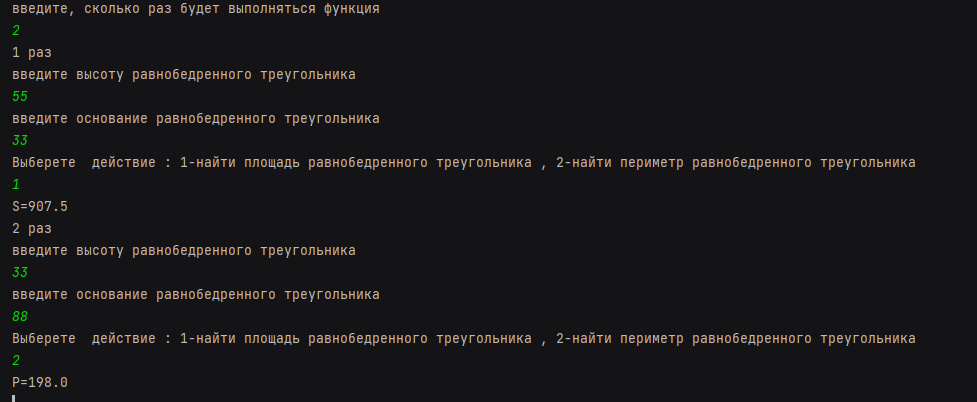 введите, сколько раз будет выполняться функция
2
1 раз
введите высоту равнобедренного треугольника
55
введите основание равнобедренного треугольника
33
Выберете  действие : 1-найти площадь равнобедренного треугольника , 2-найти периметр равнобедренного треугольника
1
S=907.5
2 раз
введите высоту равнобедренного треугольника
33
введите основание равнобедренного треугольника
88
Выберете  действие : 1-найти площадь равнобедренного треугольника , 2-найти периметр равнобедренного треугольника
2
P=198.0